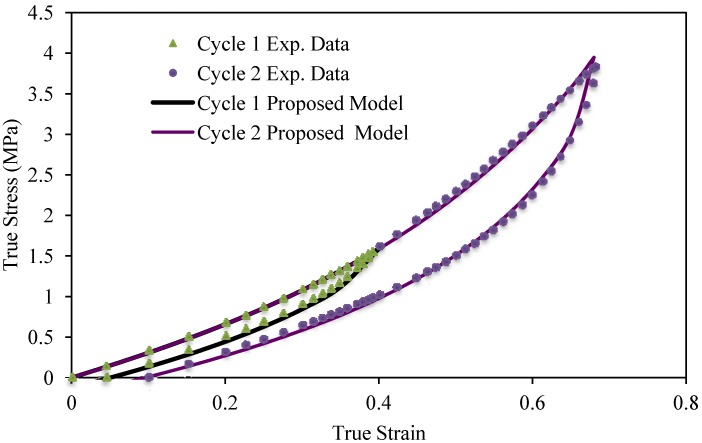 4.5
4
3.5
3
2.5
2
1.5
1
0.5
0
True Stress (MPa)
Cycle 1 Exp. Data
Cycle 2 Exp. Data
Cycle 1 Proposed Model
Cycle 2 Proposed Model
0 0.2 0.4 0.6 0.8
True Strain